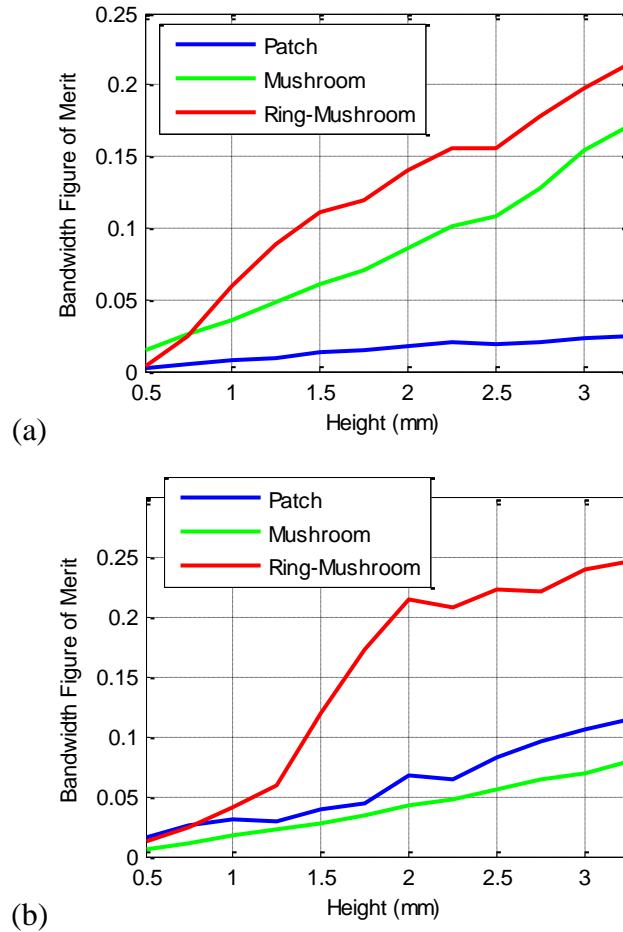 0.25
0.2
0.15
0.1
0.05
0
Bandwidth Figure of Merit
Patch
Mushroom
Ring-Mushroom
0.5 1 1.5 2 2.5 3
Height (mm)
(a)
0.25
0.2
0.15
0.1
0.05
0
Bandwidth Figure of Merit
Patch
Mushroom
Ring-Mushroom
0.5 1 1.5 2 2.5 3
Height (mm)
(b)